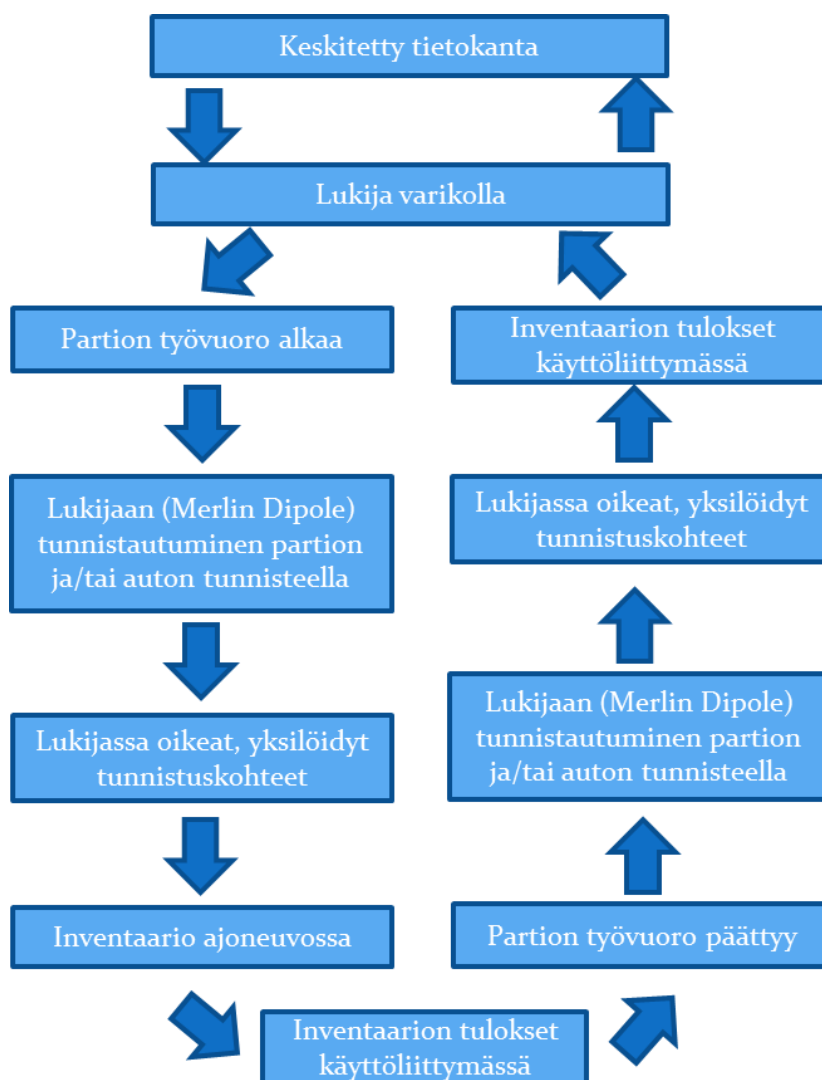 Keskitetty tietokanta
Lukija varikolla
Partion työvuoro alkaa
Lukijaan (Merlin Dipole)
tunnistautuminen partion
ja/tai auton tunnisteella
Lukijassa oikeat, yksilöidyt
tunnistuskohteet
Inventaario ajoneuvossa
Inventaarion tulokset
käyttöliittymässä
Partion työvuoro päättyy
Lukijaan (Merlin Dipole)
tunnistautuminen partion
ja/tai auton tunnisteella
Lukijassa oikeat, yksilöidyt
tunnistuskohteet
Inventaarion tulokset
käyttöliittymässä